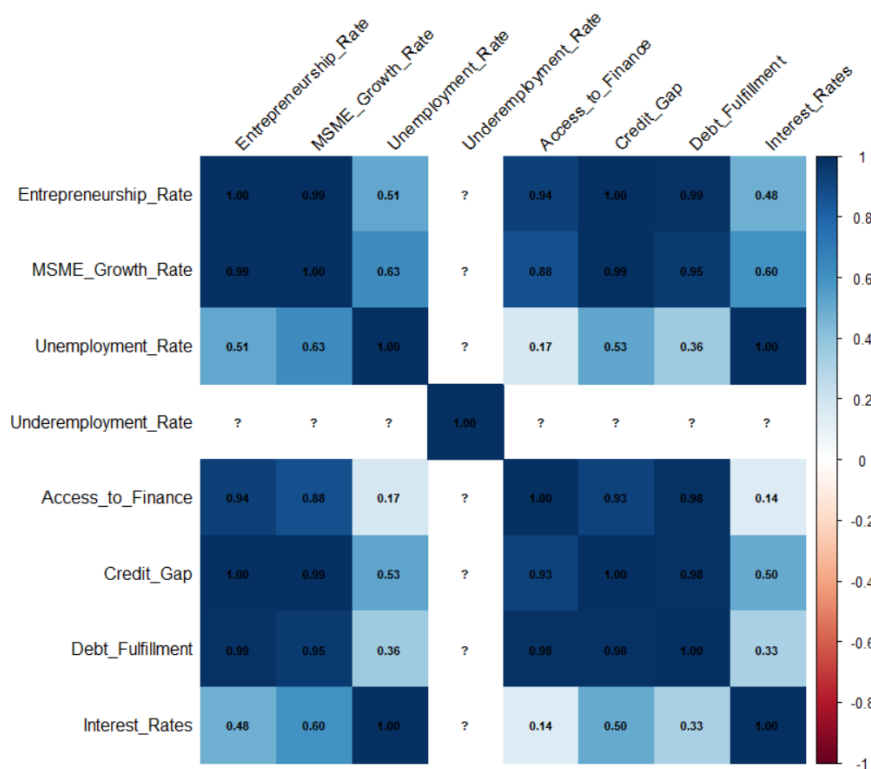 Entrepreneurship_Rate
MSME_Growth_Rate
Unemployment_Rate
Underemployment_Rate
Access_to_Finance
Credit_Gap
Debt_Fulfillment
Interest_Rates
Entrepreneurship_Rate 1.00 0.99 0.51 ? 0.94 1.00 0.99 0.48
MSME_Growth_Rate 0.99 1.00 0.63 ? 0.88 0.99 0.95 0.60
Unemployment_Rate 0.51 0.63 1.00 ? 0.17 0.53 0.36 1.00
Underemployment_Rate ? ? ? 1.00 ? ? ? ?
Access_to_Finance 0.94 0.88 0.17 ? 1.00 0.93 0.98 0.14
Credit_Gap 1.00 0.99 0.53 ? 0.93 1.00 0.98 0.50
Debt_Fulfillment 0.99 0.95 0.36 ? 0.98 0.98 1.00 0.33
Interest_Rates 0.48 0.60 1.00 ? 0.14 0.50 0.33 1.00
1
0.8
0.6
0.4
0.2
0
-0.2
-0.4
-0.6
-0.8
-1